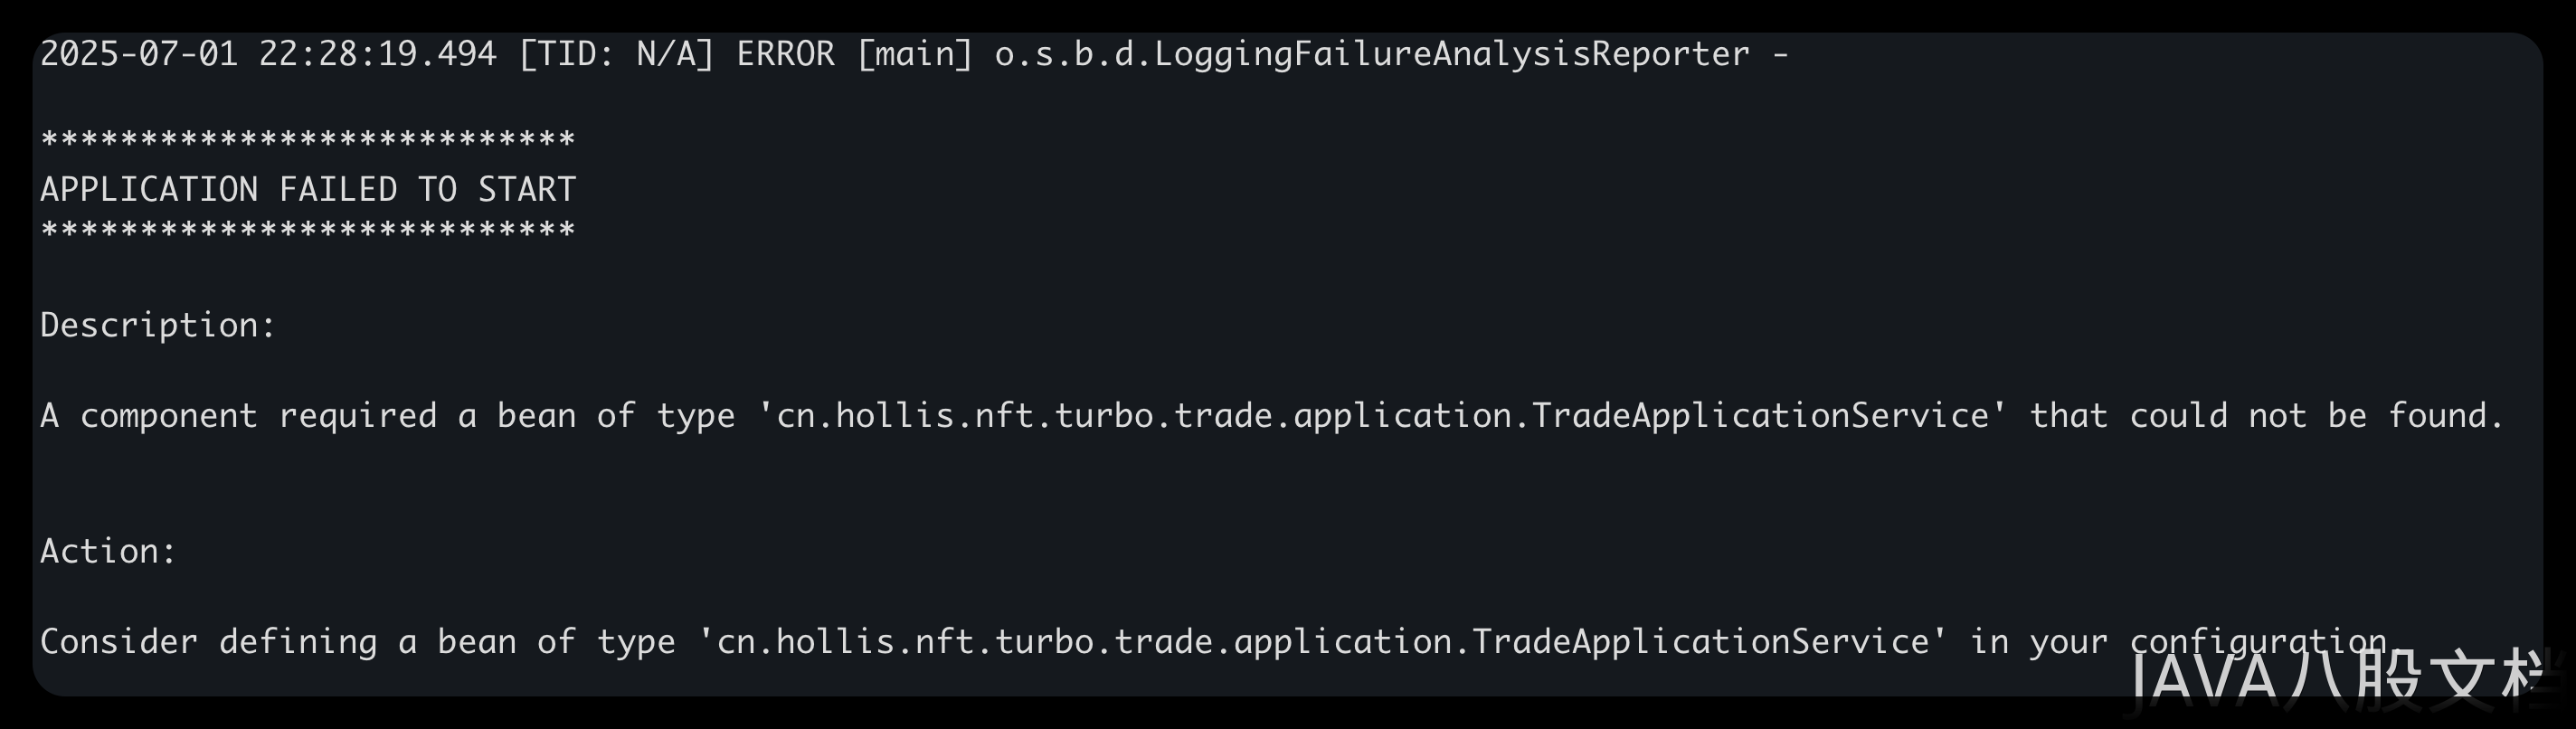 2025-07-01 22:28:19.494 [TID: N/A] ERROR [main] o.s.b.d.LoggingFailureAnalysisReporter -
***************************
APPLICATION FAILED TO START
***************************
Description:
A component required a bean of type 'cn.hollis.nft.turbo.trade.application.TradeApplicationService' that could not be found.
Action:
Consider defining a bean of type 'cn.hollis.nft.turbo.trade.application.TradeApplicationService' in your configuration.
JAVA八股文档